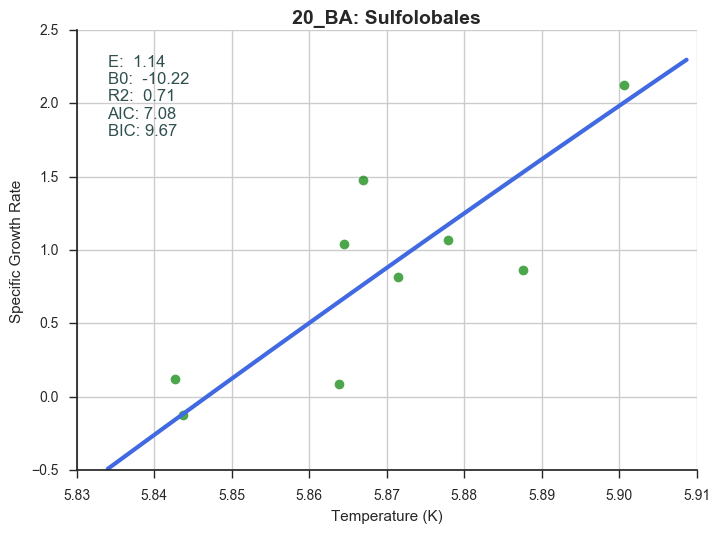 20_BA: Sulfolobales
E:  1.14
B0:  -10.22
R2:  0.71
AIC: 7.08
BIC: 9.67
Specific Growth Rate
2.5
2.0
1.5
1.0
0.5
0.0
−0.5
5.83 5.84 5.85 5.86 5.87 5.88 5.89 5.90 5.91
Temperature (K)